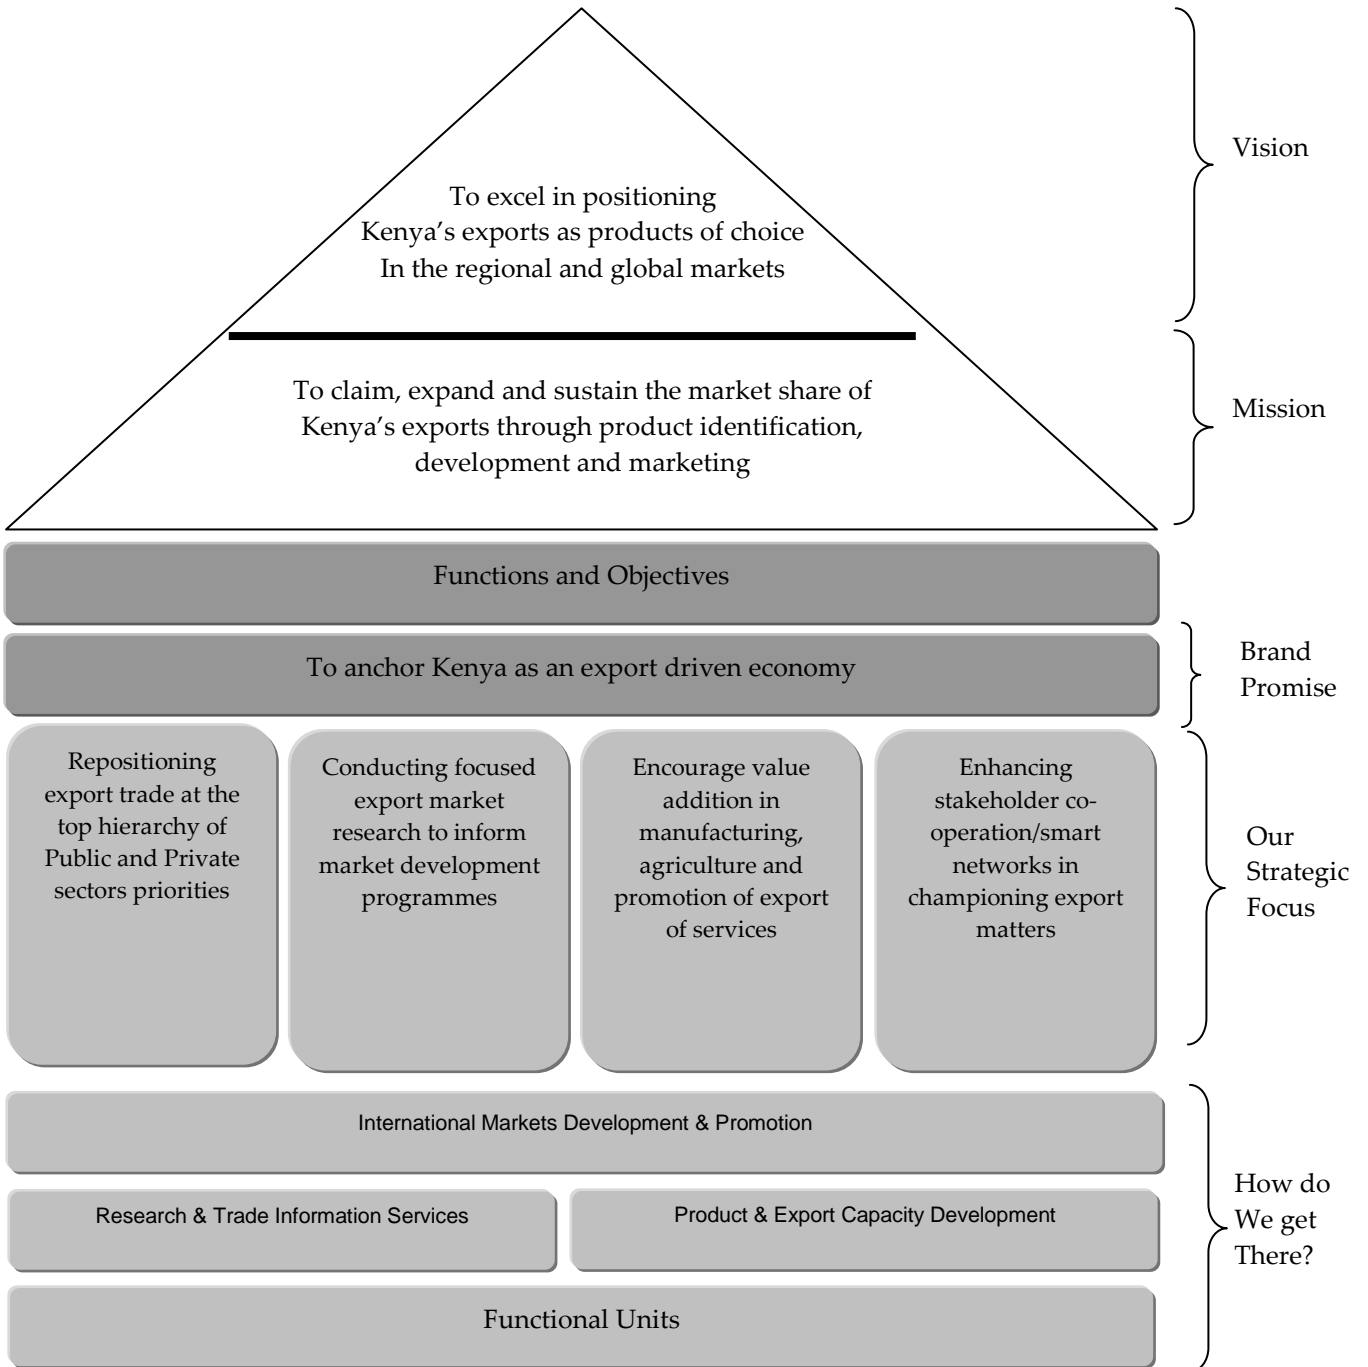 To excel in positioning
Kenya’s exports as products of choice
In the regional and global markets
Vision
To claim, expand and sustain the market share of
Kenya’s exports through product identification,
development and marketing
Mission
Functions and Objectives
To anchor Kenya as an export driven economy
Brand
Promise
Repositioning
export trade at the
top hierarchy of
Public and Private
sectors priorities
Conducting focused
export market
research to inform
market development
programmes
Encourage value
addition in
manufacturing,
agriculture and
promotion of export
of services
Enhancing
stakeholder co-
operation/smart
networks in
championing export
matters
Our
Strategic
Focus
International Markets Development & Promotion
Research & Trade Information Services
Product & Export Capacity Development
Functional Units
How do
We get
There?